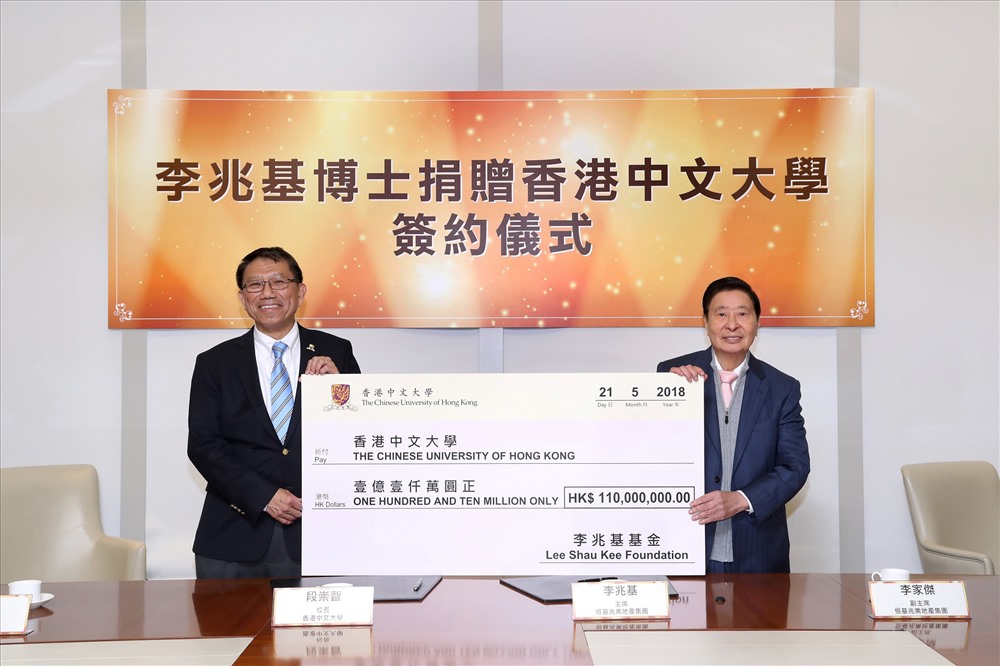 李兆基博士捐贈香港中文大學
簽約儀式
香港中文大學
The Chinese University of Hong Kong
21 5 2018
Day 日 Month 月 Year 年
祈付
Pay
香港中文大學
THE CHINESE UNIVERSITY OF HONG KONG
港幣
HK Dollars
壹億壹仟萬圓正
ONE HUNDRED AND TEN MILLION ONLY
HK$ 110,000,000.00
李兆基基金
Lee Shau Kee Foundation
段崇智
校長
香港中文大學
李兆基
主席
恒基兆業地產集團
李家傑
副主席
恒基兆業地產集團